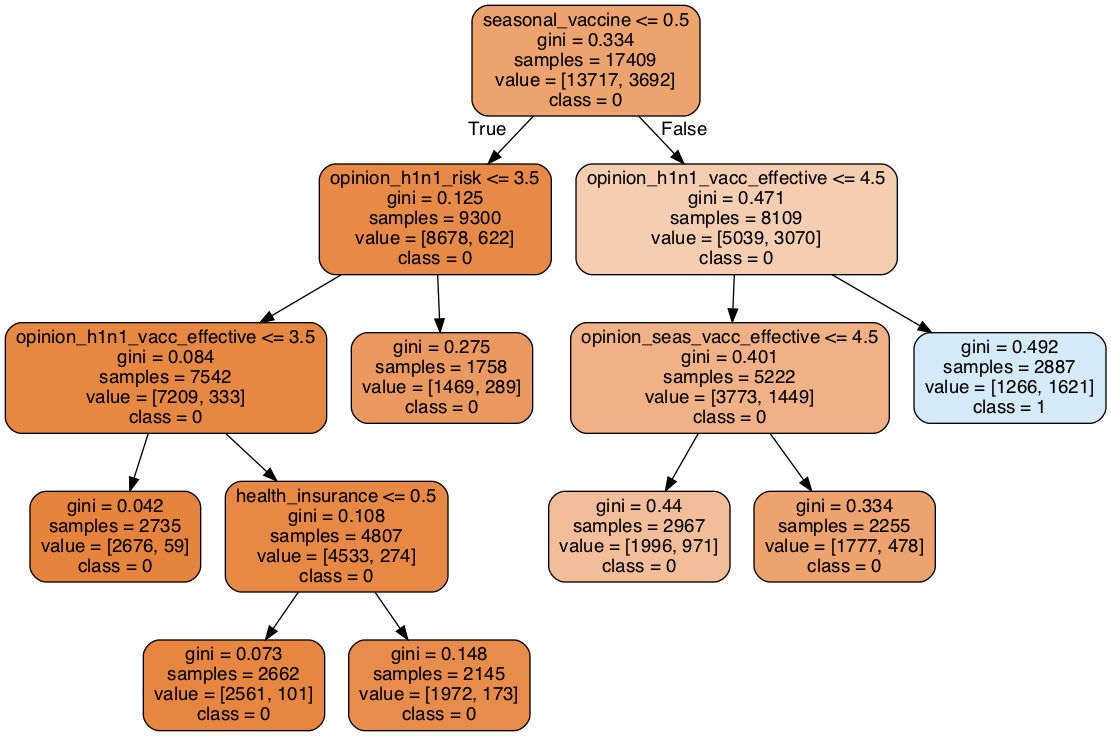 seasonal_vaccine <= 0.5
gini = 0.334
samples = 17409
value = [13717, 3692]
class = 0
True
False
opinion_h1n1_risk <= 3.5
gini = 0.125
samples = 9300
value = [8678, 622]
class = 0
opinion_h1n1_vacc_effective <= 4.5
gini = 0.471
samples = 8109
value = [5039, 3070]
class = 0
opinion_h1n1_vacc_effective <= 3.5
gini = 0.084
samples = 7542
value = [7209, 333]
class = 0
gini = 0.275
samples = 1758
value = [1469, 289]
class = 0
opinion_seas_vacc_effective <= 4.5
gini = 0.401
samples = 5222
value = [3773, 1449]
class = 0
gini = 0.492
samples = 2887
value = [1266, 1621]
class = 1
gini = 0.042
samples = 2735
value = [2676, 59]
class = 0
health_insurance <= 0.5
gini = 0.108
samples = 4807
value = [4533, 274]
class = 0
gini = 0.44
samples = 2967
value = [1996, 971]
class = 0
gini = 0.334
samples = 2255
value = [1777, 478]
class = 0
gini = 0.073
samples = 2662
value = [2561, 101]
class = 0
gini = 0.148
samples = 2145
value = [1972, 173]
class = 0